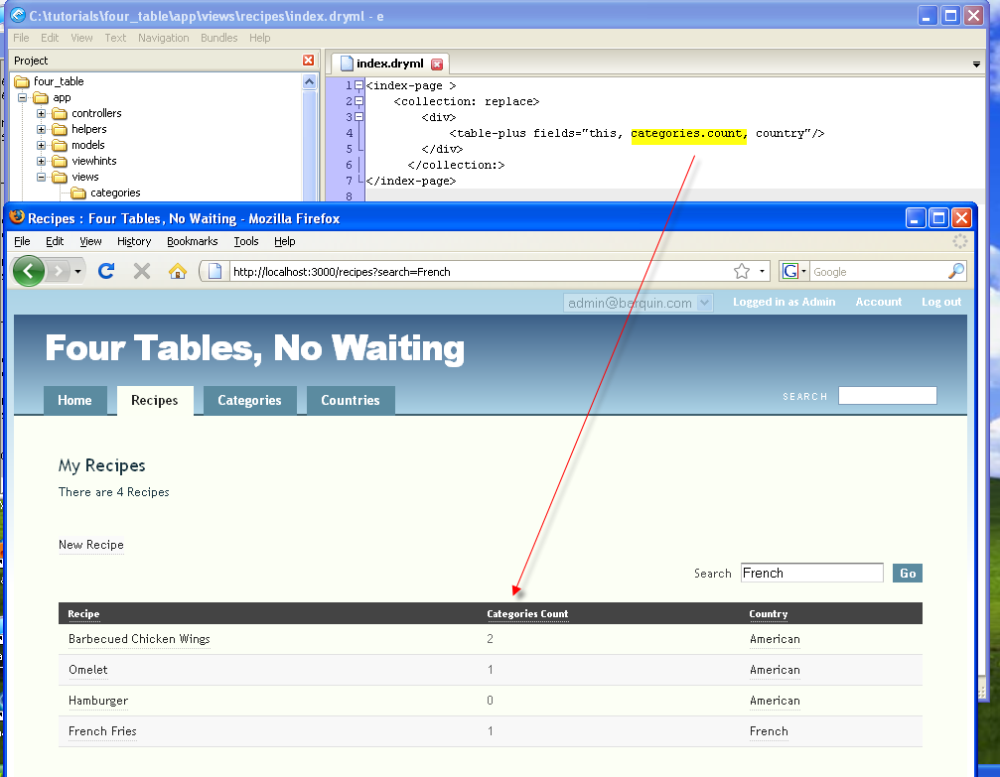 C:\tutorials\four_table\app\views\recipes\index.dryml - e
File Edit View Text Navigation Bundles Help
Project
index.dryml
four_table
app
controllers
helpers
models
viewhints
views
categories
1 <index-page >
2 <collection: replace>
3 <div>
4 <table-plus fields="this, categories.count, country"/>
5 </div>
6 </collection:>
7 </index-page>
8
Recipes : Four Tables, No Waiting - Mozilla Firefox
File Edit View History Bookmarks Tools Help
http://localhost:3000/recipes?search=French
G Google
admin@barquin.com Logged in as Admin Account Log out
Four Tables, No Waiting
Home Recipes Categories Countries SEARCH
My Recipes
There are 4 Recipes
New Recipe
Search French Go
Recipe Categories Count Country
Barbecued Chicken Wings 2 American
Omelet 1 American
Hamburger 0 American
French Fries 1 French